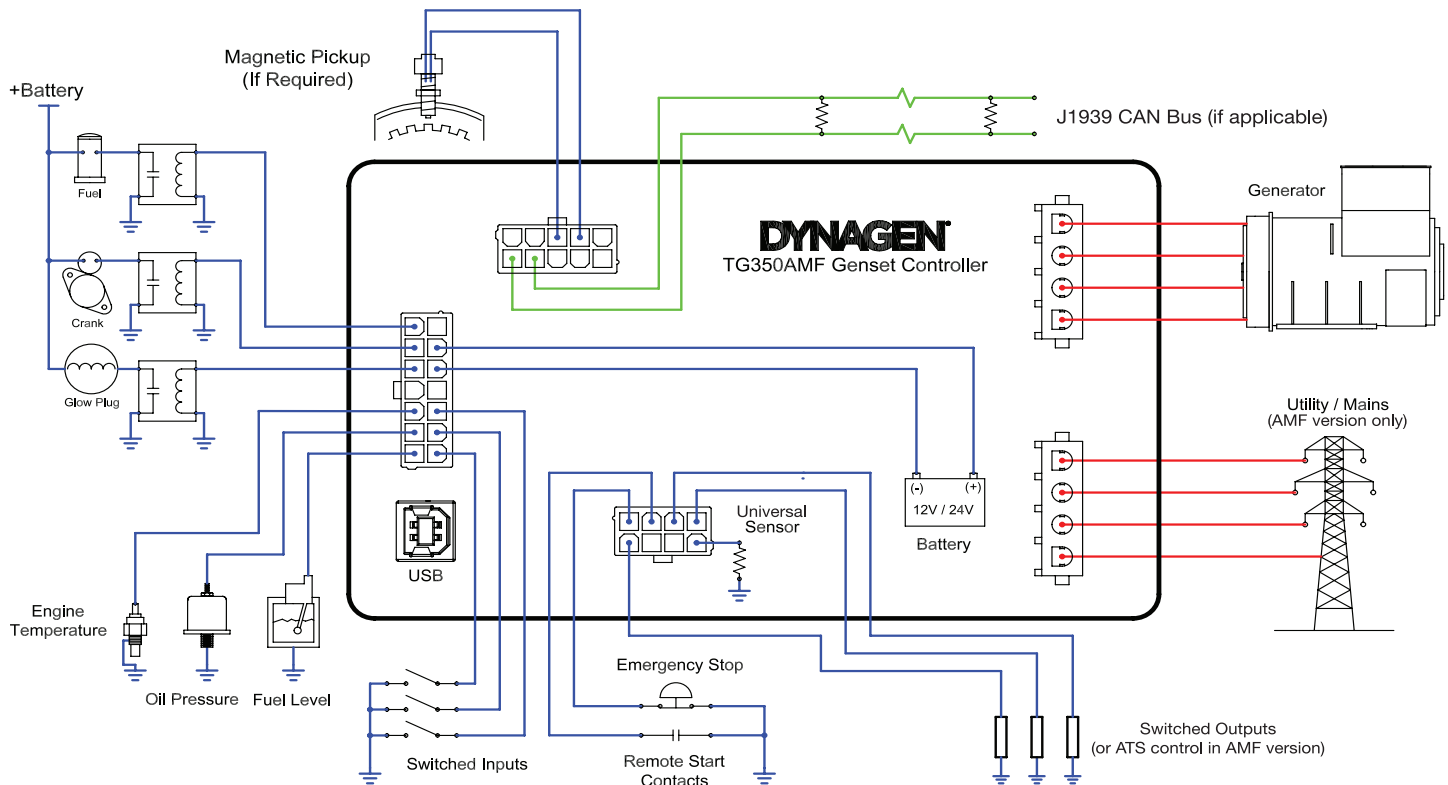 Magnetic Pickup
(If Required)
+Battery
J1939 CAN Bus (if applicable)
Fuel
DYNAGEN
TG350AMF Genset Controller
Generator
Crank
Glow Plug
Utility / Mains
(AMF version only)
(-) (+)
12V / 24V
Battery
Universal
Sensor
USB
Engine
Temperature
Oil Pressure
Fuel Level
Emergency Stop
Switched Inputs
Remote Start
Contacts
Switched Outputs
(or ATS control in AMF version)